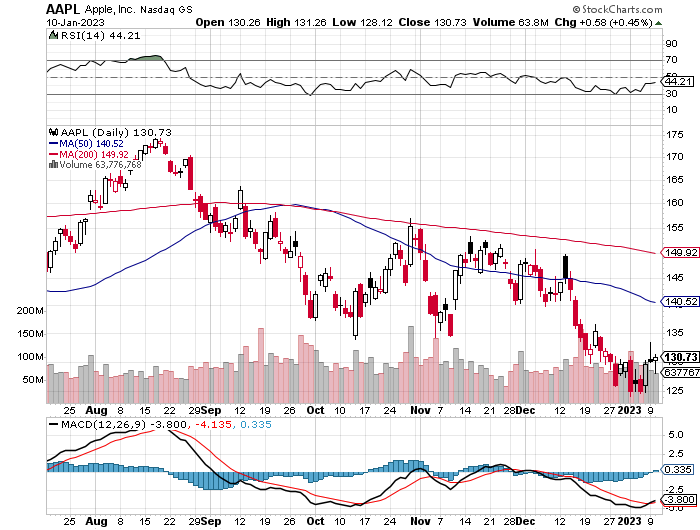 AAPL Apple, Inc. Nasdaq GS © StockCharts.com
10-Jan-2023 Open 130.26 High 131.26 Low 128.12 Close 130.73 Volume 63.8M Chg +0.58 (+0.45%)
RSI(14) 44.21
90
70
50
44.21
30
10
AAPL (Daily) 130.73
MA(50) 140.52
MA(200) 149.92
Volume 63,776,768
175
170
165
160
155
149.92
145
140.52
135
130.73
637767
125
200M
150M
100M
50M
25 Aug 8 15 22 29 Sep 12 19 26 Oct 10 17 24 Nov 7 14 21 28 Dec 12 19 27 2023 9
MACD(12,26,9) -3.800, -4.135, 0.335
5.0
2.5
0.335
-2.5
-3.800
-5.0
25 Aug 8 15 22 29 Sep 12 19 26 Oct 10 17 24 Nov 7 14 21 28 Dec 12 19 27 2023 9